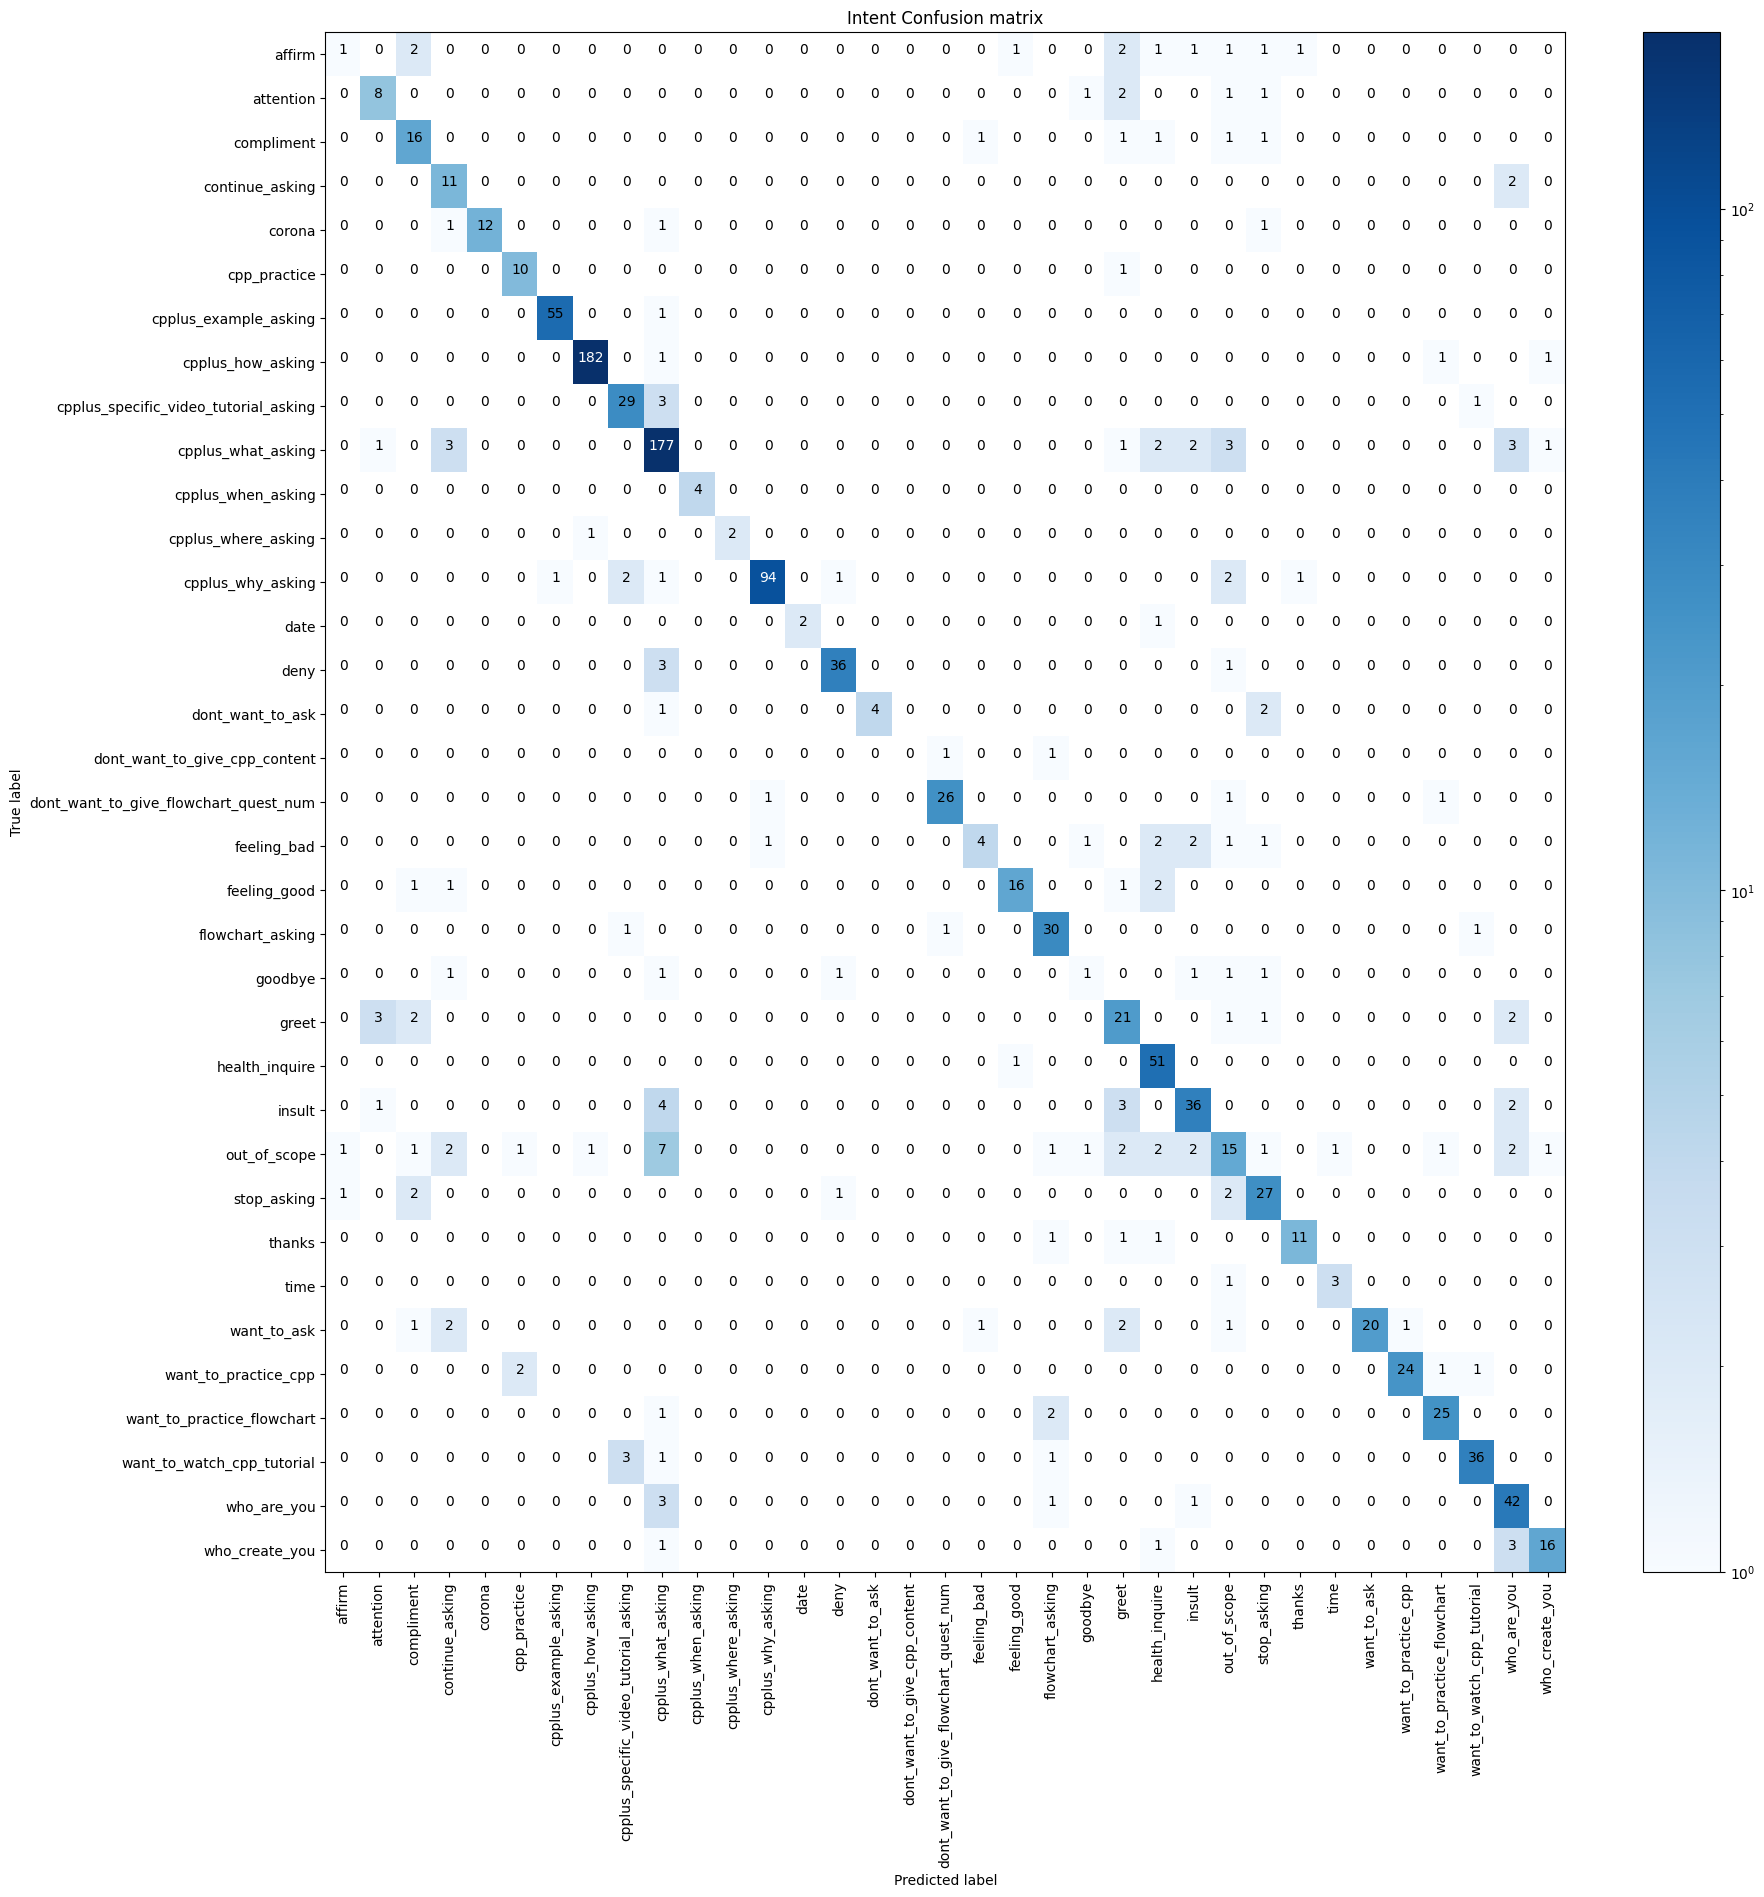 Intent Confusion matrix
affirm 1 0 2 0 0 0 0 0 0 0 0 0 0 0 0 0 0 0 0 1 0 0 2 1 1 1 1 1 0 0 0 0 0 0 0
attention 0 8 0 0 0 0 0 0 0 0 0 0 0 0 0 0 0 0 0 0 0 1 2 0 0 1 1 0 0 0 0 0 0 0 0
compliment 0 0 16 0 0 0 0 0 0 0 0 0 0 0 0 0 0 0 1 0 0 0 1 1 0 1 1 0 0 0 0 0 0 0 0
continue_asking 0 0 0 11 0 0 0 0 0 0 0 0 0 0 0 0 0 0 0 0 0 0 0 0 0 0 0 0 0 0 0 0 0 2 0
corona 0 0 0 1 12 0 0 0 0 1 0 0 0 0 0 0 0 0 0 0 0 0 0 0 0 0 1 0 0 0 0 0 0 0 0
cpp_practice 0 0 0 0 0 10 0 0 0 0 0 0 0 0 0 0 0 0 0 0 0 0 1 0 0 0 0 0 0 0 0 0 0 0 0
cpplus_example_asking 0 0 0 0 0 0 55 0 0 1 0 0 0 0 0 0 0 0 0 0 0 0 0 0 0 0 0 0 0 0 0 0 0 0 0
cpplus_how_asking 0 0 0 0 0 0 0 182 0 1 0 0 0 0 0 0 0 0 0 0 0 0 0 0 0 0 0 0 0 0 0 1 0 0 1
cpplus_specific_video_tutorial_asking 0 0 0 0 0 0 0 0 29 3 0 0 0 0 0 0 0 0 0 0 0 0 0 0 0 0 0 0 0 0 0 0 1 0 0
cpplus_what_asking 0 1 0 3 0 0 0 0 0 177 0 0 0 0 0 0 0 0 0 0 0 0 1 2 2 3 0 0 0 0 0 0 0 3 1
cpplus_when_asking 0 0 0 0 0 0 0 0 0 0 4 0 0 0 0 0 0 0 0 0 0 0 0 0 0 0 0 0 0 0 0 0 0 0 0
cpplus_where_asking 0 0 0 0 0 0 0 1 0 0 0 2 0 0 0 0 0 0 0 0 0 0 0 0 0 0 0 0 0 0 0 0 0 0 0
cpplus_why_asking 0 0 0 0 0 0 1 0 2 1 0 0 94 0 1 0 0 0 0 0 0 0 0 0 0 2 0 1 0 0 0 0 0 0 0
date 0 0 0 0 0 0 0 0 0 0 0 0 0 2 0 0 0 0 0 0 0 0 0 1 0 0 0 0 0 0 0 0 0 0 0
deny 0 0 0 0 0 0 0 0 0 3 0 0 0 0 36 0 0 0 0 0 0 0 0 0 0 1 0 0 0 0 0 0 0 0 0
dont_want_to_ask 0 0 0 0 0 0 0 0 0 1 0 0 0 0 0 4 0 0 0 0 0 0 0 0 0 0 2 0 0 0 0 0 0 0 0
dont_want_to_give_cpp_content 0 0 0 0 0 0 0 0 0 0 0 0 0 0 0 0 0 1 0 0 1 0 0 0 0 0 0 0 0 0 0 0 0 0 0
dont_want_to_give_flowchart_quest_num 0 0 0 0 0 0 0 0 0 0 0 0 1 0 0 0 0 26 0 0 0 0 0 0 0 1 0 0 0 0 0 1 0 0 0
feeling_bad 0 0 0 0 0 0 0 0 0 0 0 0 1 0 0 0 0 0 4 0 0 1 0 2 2 1 1 0 0 0 0 0 0 0 0
feeling_good 0 0 1 1 0 0 0 0 0 0 0 0 0 0 0 0 0 0 0 16 0 0 1 2 0 0 0 0 0 0 0 0 0 0 0
flowchart_asking 0 0 0 0 0 0 0 0 1 0 0 0 0 0 0 0 0 1 0 0 30 0 0 0 0 0 0 0 0 0 0 0 1 0 0
goodbye 0 0 0 1 0 0 0 0 0 1 0 0 0 0 1 0 0 0 0 0 0 1 0 0 1 1 1 0 0 0 0 0 0 0 0
greet 0 3 2 0 0 0 0 0 0 0 0 0 0 0 0 0 0 0 0 0 0 0 21 0 0 1 1 0 0 0 0 0 0 2 0
health_inquire 0 0 0 0 0 0 0 0 0 0 0 0 0 0 0 0 0 0 0 1 0 0 0 51 0 0 0 0 0 0 0 0 0 0 0
insult 0 1 0 0 0 0 0 0 0 4 0 0 0 0 0 0 0 0 0 0 0 0 3 0 36 0 0 0 0 0 0 0 0 2 0
out_of_scope 1 0 1 2 0 1 0 1 0 7 0 0 0 0 0 0 0 0 0 0 1 1 2 2 2 15 1 0 1 0 0 1 0 2 1
stop_asking 1 0 2 0 0 0 0 0 0 0 0 0 0 0 1 0 0 0 0 0 0 0 0 0 0 2 27 0 0 0 0 0 0 0 0
thanks 0 0 0 0 0 0 0 0 0 0 0 0 0 0 0 0 0 0 0 0 1 0 1 1 0 0 0 11 0 0 0 0 0 0 0
time 0 0 0 0 0 0 0 0 0 0 0 0 0 0 0 0 0 0 0 0 0 0 0 0 0 1 0 0 3 0 0 0 0 0 0
want_to_ask 0 0 1 2 0 0 0 0 0 0 0 0 0 0 0 0 0 0 1 0 0 0 2 0 0 1 0 0 0 20 1 0 0 0 0
want_to_practice_cpp 0 0 0 0 0 2 0 0 0 0 0 0 0 0 0 0 0 0 0 0 0 0 0 0 0 0 0 0 0 0 24 1 1 0 0
want_to_practice_flowchart 0 0 0 0 0 0 0 0 0 1 0 0 0 0 0 0 0 0 0 0 2 0 0 0 0 0 0 0 0 0 0 25 0 0 0
want_to_watch_cpp_tutorial 0 0 0 0 0 0 0 0 3 1 0 0 0 0 0 0 0 0 0 0 1 0 0 0 0 0 0 0 0 0 0 0 36 0 0
who_are_you 0 0 0 0 0 0 0 0 0 3 0 0 0 0 0 0 0 0 0 0 1 0 0 0 1 0 0 0 0 0 0 0 0 42 0
who_create_you 0 0 0 0 0 0 0 0 0 1 0 0 0 0 0 0 0 0 0 0 0 0 0 1 0 0 0 0 0 0 0 0 0 3 16
True label
affirm
attention
compliment
continue_asking
corona
cpp_practice
cpplus_example_asking
cpplus_how_asking
cpplus_specific_video_tutorial_asking
cpplus_what_asking
cpplus_when_asking
cpplus_where_asking
cpplus_why_asking
date
deny
dont_want_to_ask
dont_want_to_give_cpp_content
dont_want_to_give_flowchart_quest_num
feeling_bad
feeling_good
flowchart_asking
goodbye
greet
health_inquire
insult
out_of_scope
stop_asking
thanks
time
want_to_ask
want_to_practice_cpp
want_to_practice_flowchart
want_to_watch_cpp_tutorial
who_are_you
who_create_you
Predicted label
10²
10¹
10⁰